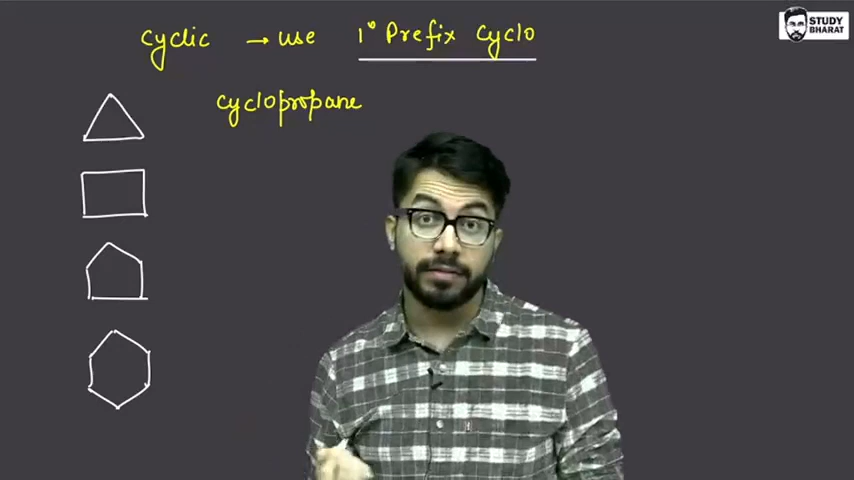 cyclic → use 1° Prefix cyclo
STUDY
BHARAT
cyclopropane